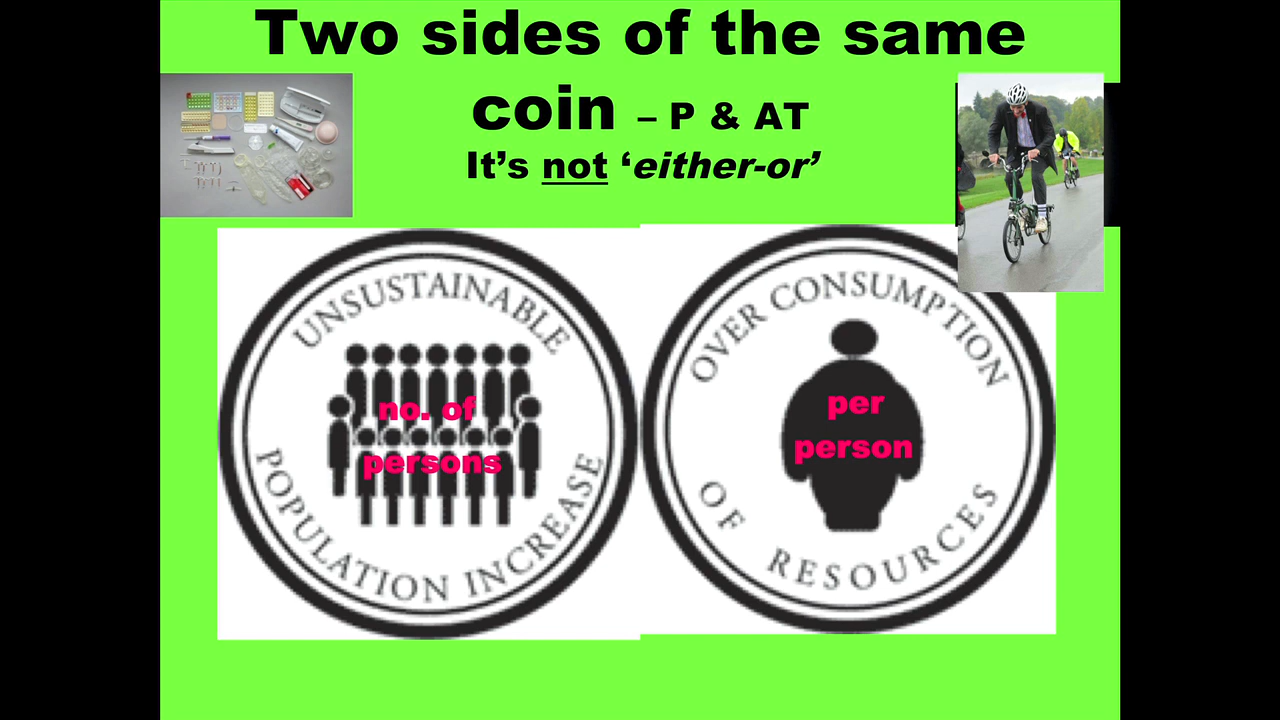 Two sides of the same
coin – P & AT
It’s not ‘either-or’
UNSUSTAINABLE
no. of
persons
POPULATION INCREASE
OVER CONSUMPTION
per
person
OF RESOURCES